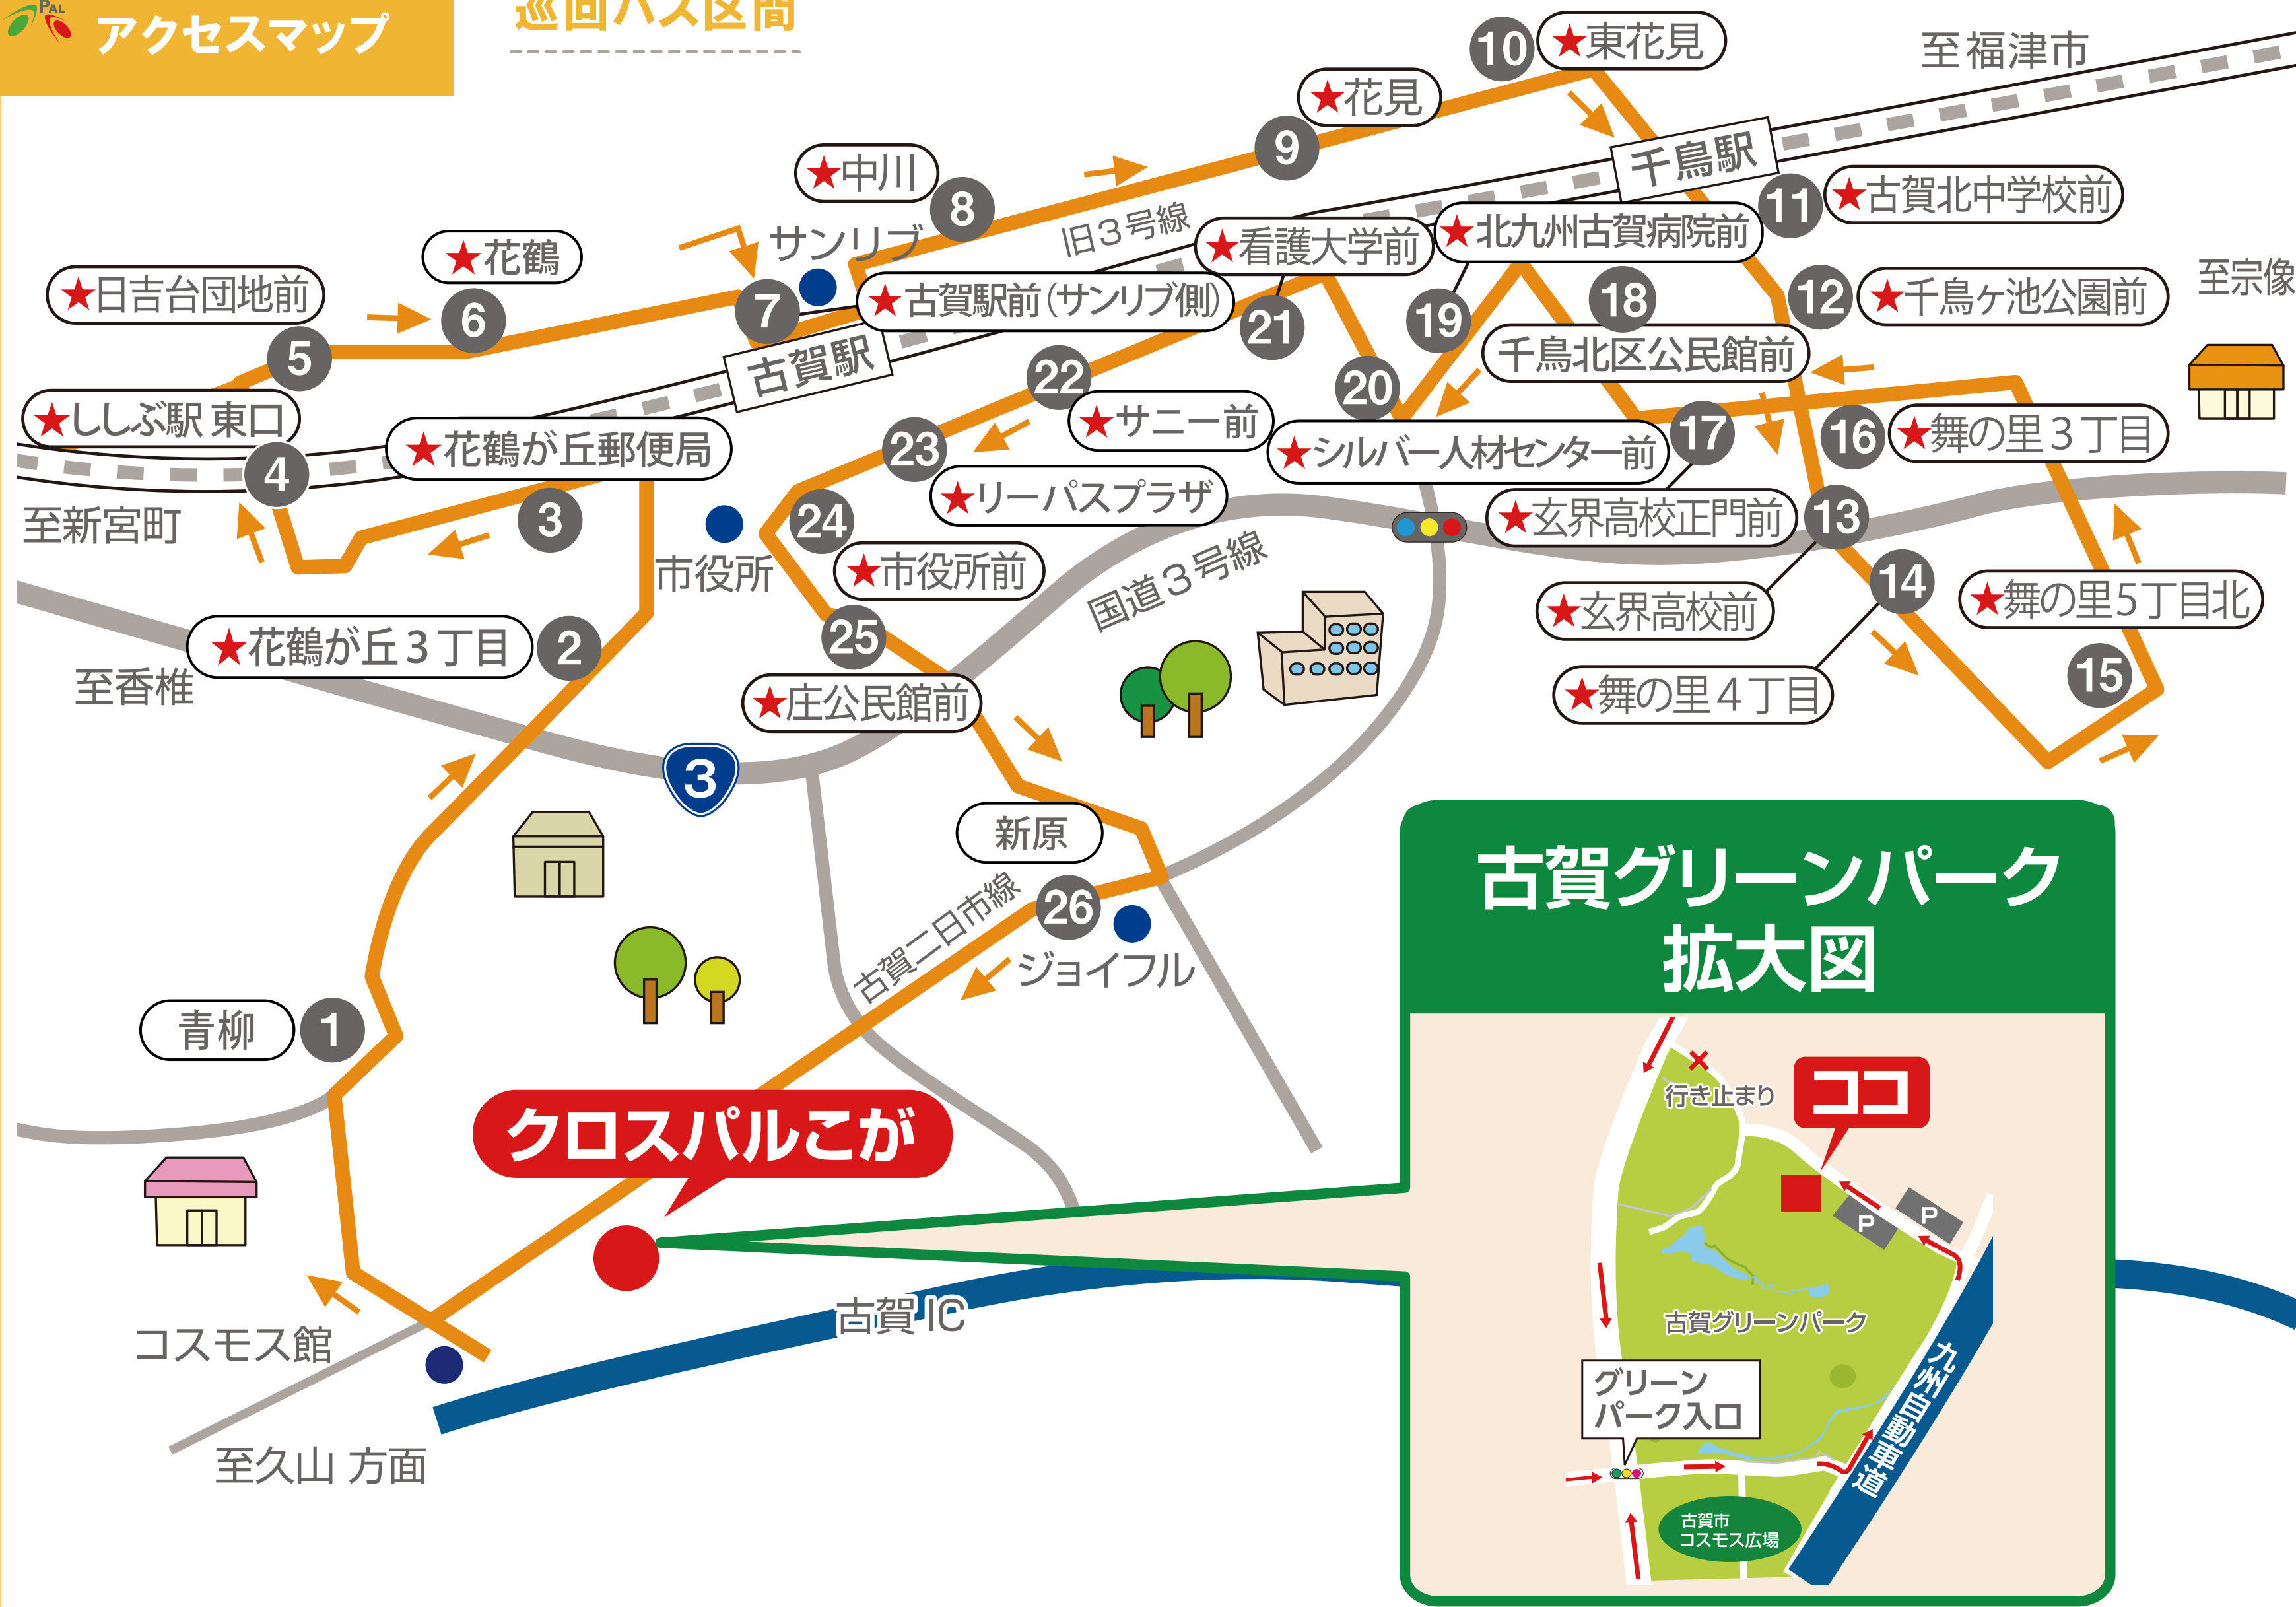 PAL
アクセスマップ
巡回バス区間
10
★東花見
至福津市
★花見
9
千鳥駅
★中川
8
11
★古賀北中学校前
旧3号線
サンリブ
★看護大学前
★北九州古賀病院前
★花鶴
至宗像
★日吉台団地前
6
7
★古賀駅前(サンリブ側)
21
19
18
12
★千鳥ヶ池公園前
5
古賀駅
千鳥北区公民館前
22
20
★ししぶ駅 東口
★サニー前
★花鶴が丘郵便局
23
★シルバー人材センター前
17
16
★舞の里3丁目
4
★リーパスプラザ
至新宮町
3
24
★玄界高校正門前
13
市役所
★市役所前
国道3号線
14
★玄界高校前
★舞の里5丁目北
★花鶴が丘3丁目
2
25
至香椎
15
★庄公民館前
★舞の里4丁目
3
新原
古賀グリーンパーク
拡大図
26
古賀二日市線
ジョイフル
青柳
1
ココ
行き止まり
クロスパルこが
P
P
古賀IC
コスモス館
古賀グリーンパーク
九州自動車道
グリーン
パーク入口
至久山 方面
古賀市
コスモス広場